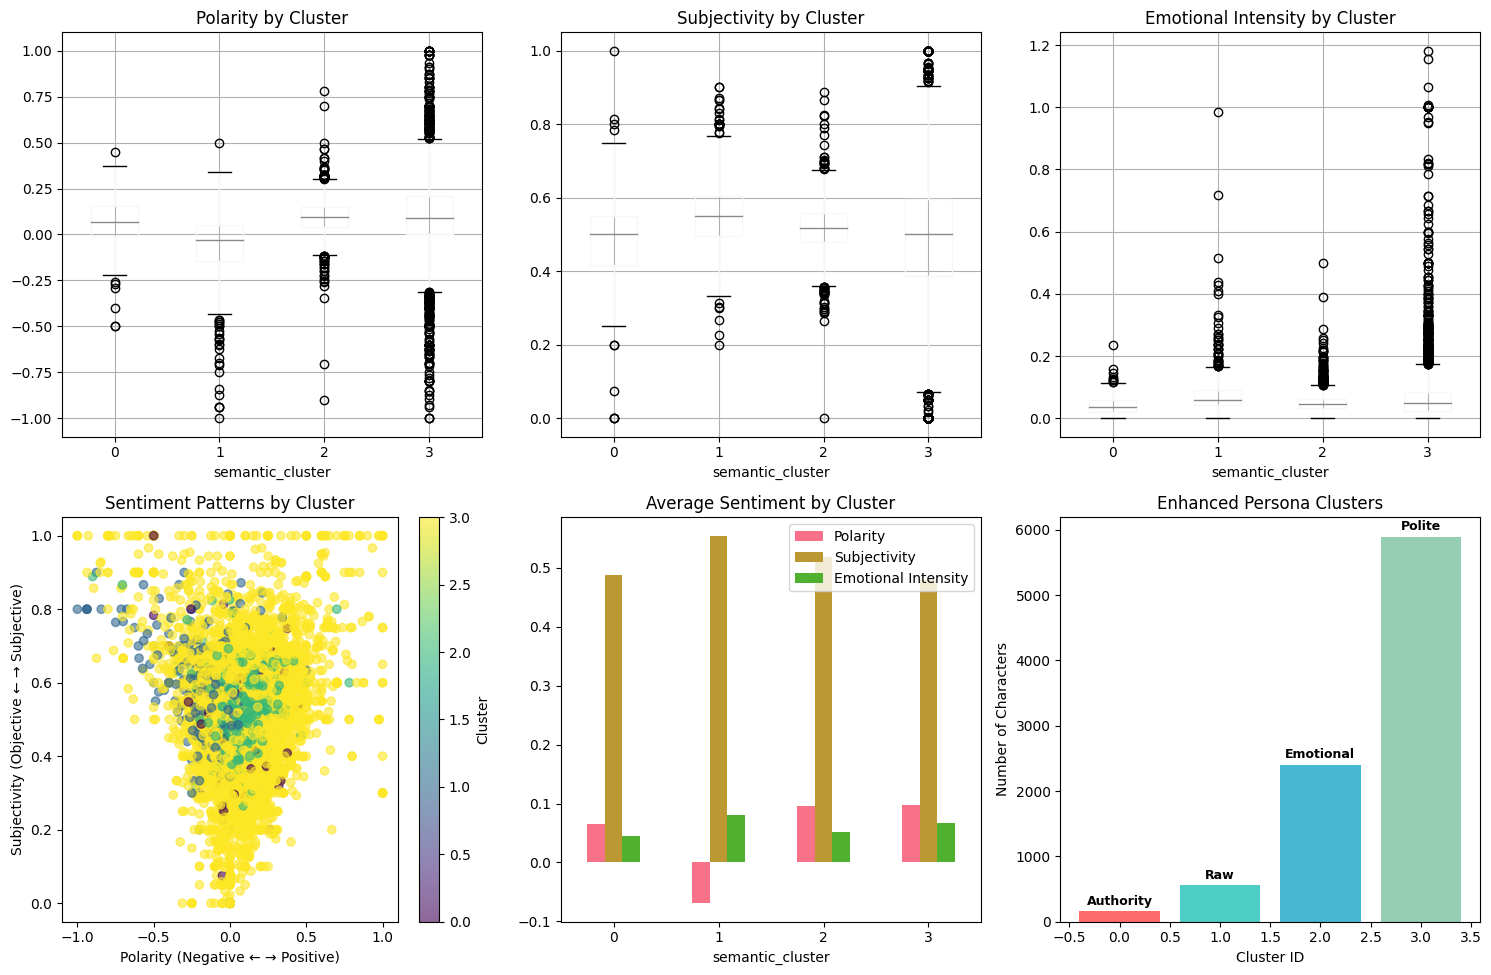 Polarity by Cluster
1.00
0.75
0.50
0.25
0.00
−0.25
−0.50
−0.75
−1.00
0 1 2 3
semantic_cluster
Subjectivity by Cluster
1.0
0.8
0.6
0.4
0.2
0.0
0 1 2 3
semantic_cluster
Emotional Intensity by Cluster
1.2
1.0
0.8
0.6
0.4
0.2
0.0
0 1 2 3
semantic_cluster
Sentiment Patterns by Cluster
Subjectivity (Objective ← → Subjective)
1.0
0.8
0.6
0.4
0.2
0.0
−1.0 −0.5 0.0 0.5 1.0
Polarity (Negative ← → Positive)
3.0
2.5
2.0
1.5
1.0
0.5
0.0
Cluster
Average Sentiment by Cluster
Polarity
Subjectivity
Emotional Intensity
0.5
0.4
0.3
0.2
0.1
0.0
−0.1
0 1 2 3
semantic_cluster
Enhanced Persona Clusters
Number of Characters
6000
5000
4000
3000
2000
1000
0
Authority
Raw
Emotional
Polite
−0.5 0.0 0.5 1.0 1.5 2.0 2.5 3.0 3.5
Cluster ID